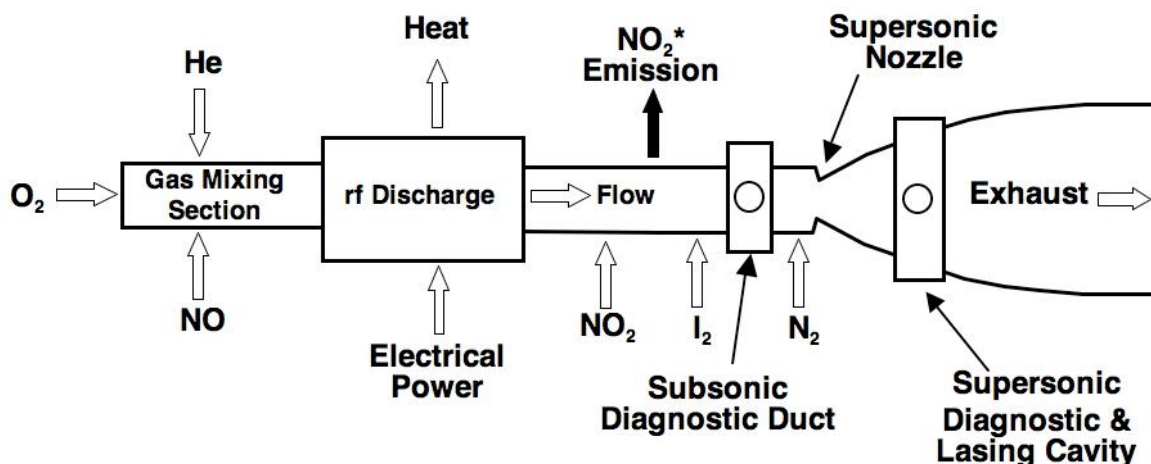 Heat
He
NO2*
Emission
Supersonic
Nozzle
O2
Gas Mixing
Section
rf Discharge
Flow
Exhaust
NO
NO2
I2
N2
Electrical
Power
Subsonic
Diagnostic Duct
Supersonic
Diagnostic &
Lasing Cavity